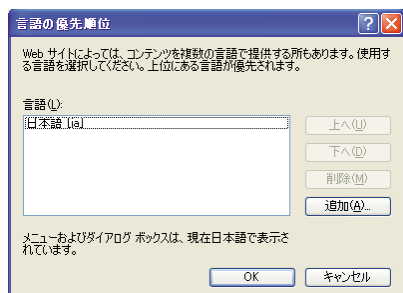 言語の優先順位
Web サイトによっては、コンテンツを複数の言語で提供する所もあります。使用す
る言語を選択してください。上位にある言語が優先されます。
言語(L):
日本語 [ja]
上へ(U)
下へ(D)
削除(M)
追加(A)...
メニューおよびダイアログ ボックスは、現在日本語で表示さ
れています。
OK
キャンセル